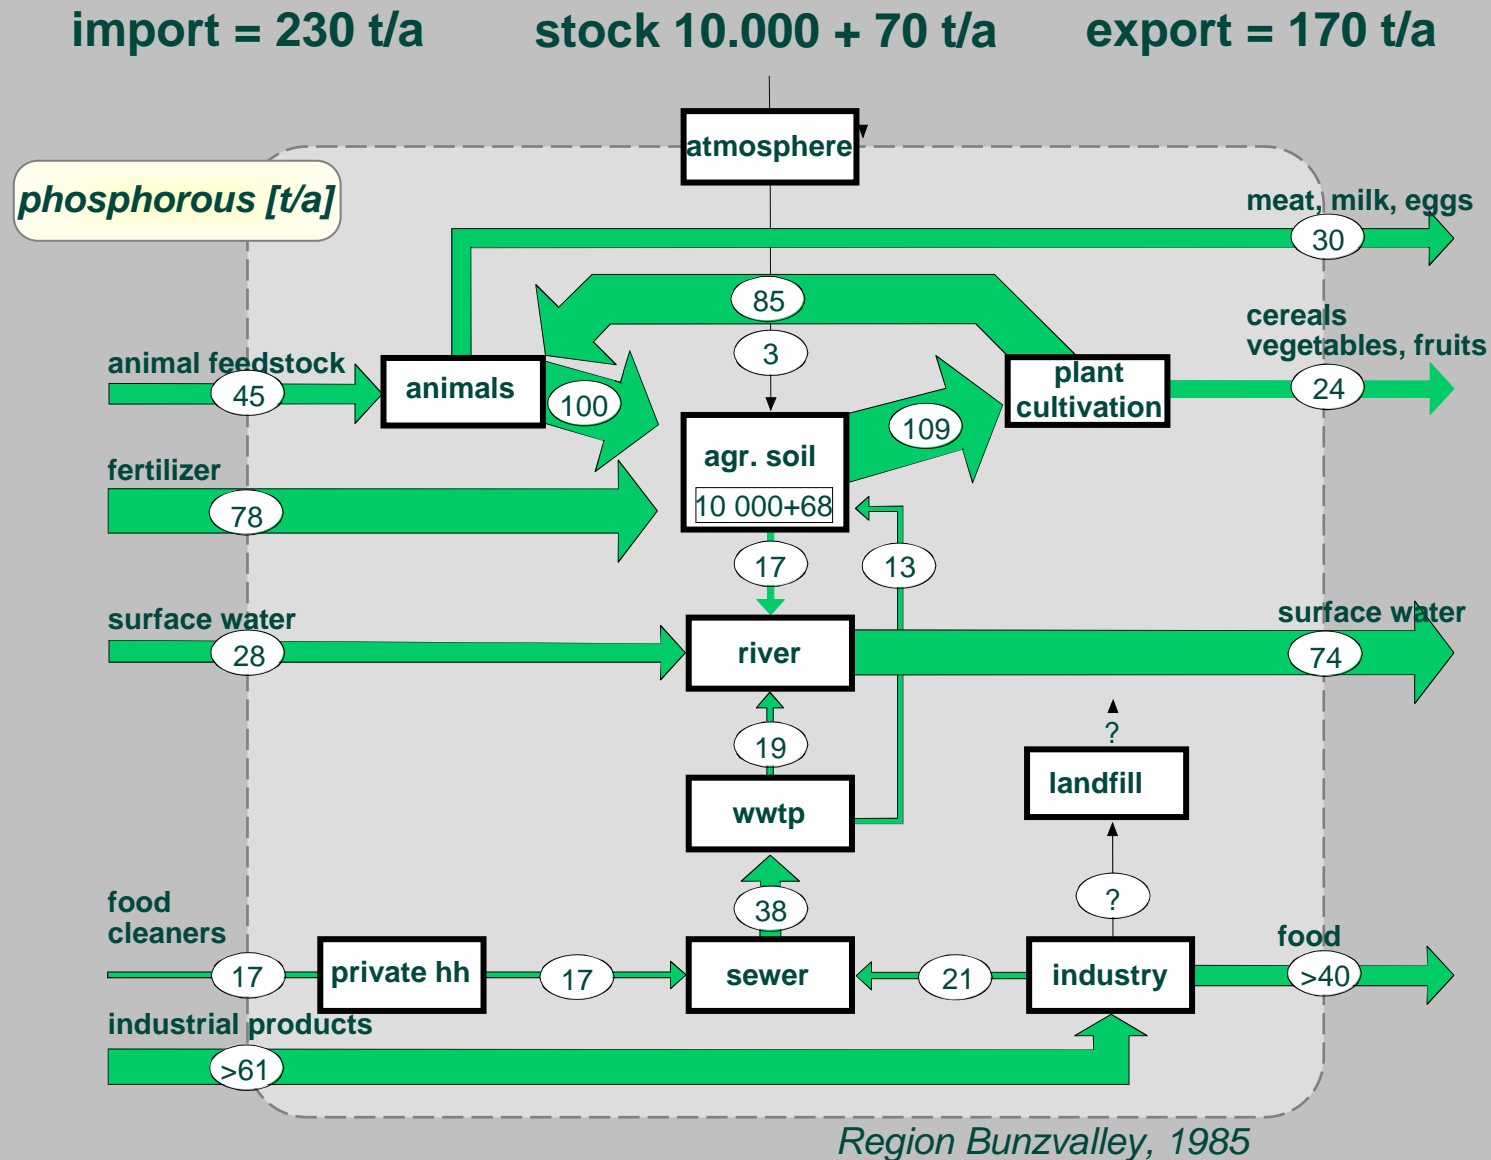 import = 230 t/a
stock 10.000 + 70 t/a
export = 170 t/a
atmosphere
phosphorous [t/a]
meat, milk, eggs
30
85
cereals
vegetables, fruits
3
animal feedstock
45
animals
100
109
plant
cultivation
24
agr. soil
10 000+68
fertilizer
78
17
13
surface water
28
river
surface water
74
19
?
landfill
wwtp
38
?
food
cleaners
17
private hh
17
sewer
21
industry
food
>40
industrial products
>61
Region Bunzvalley, 1985